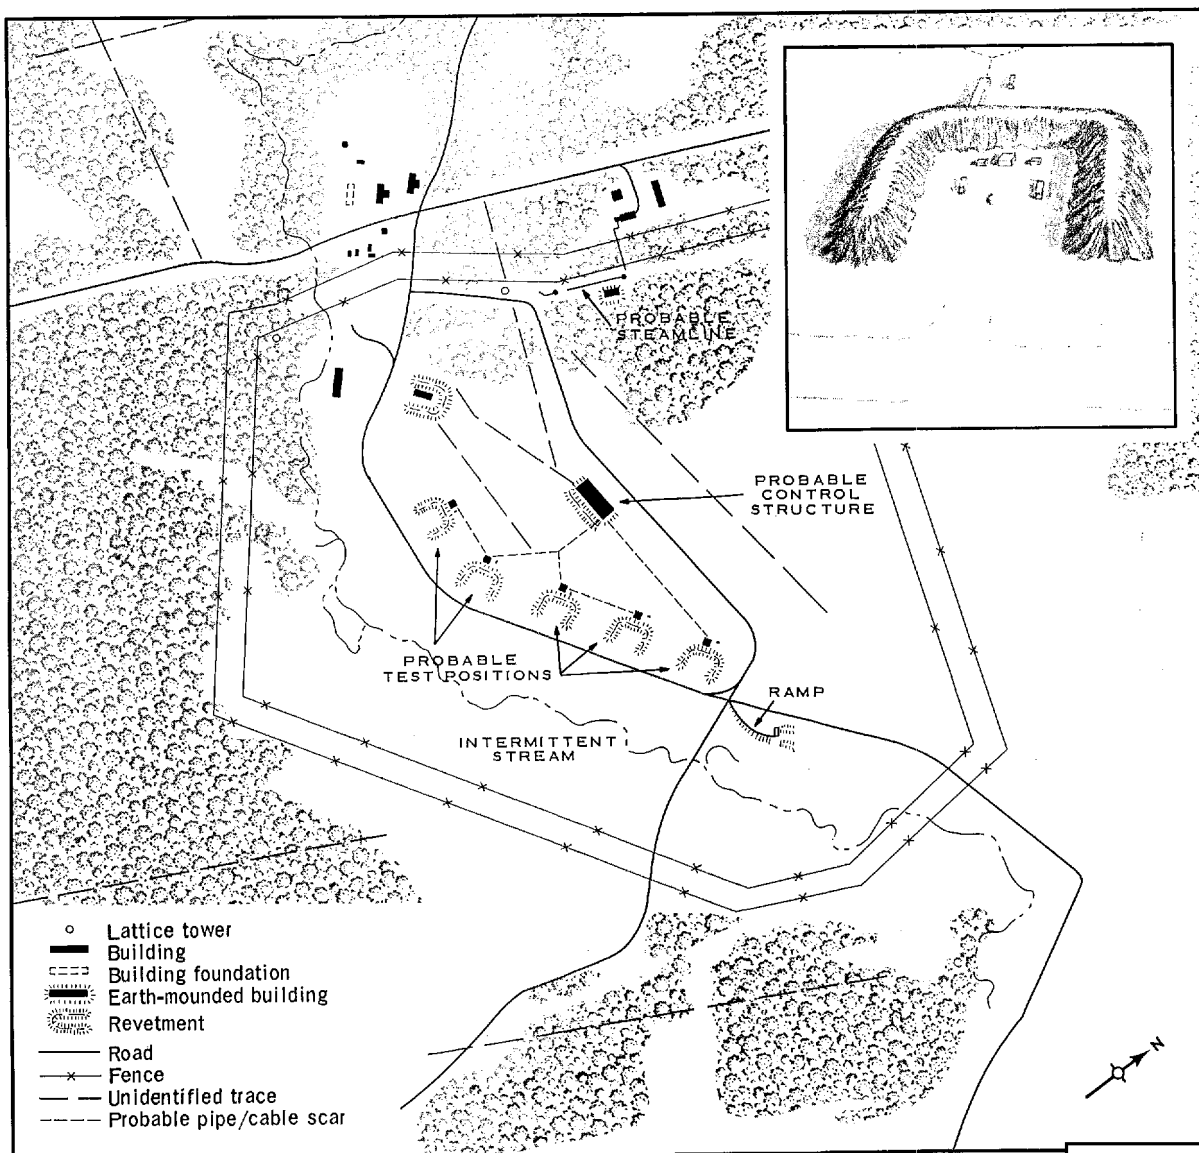 PROBABLE
STEAMLINE
PROBABLE
CONTROL
STRUCTURE
PROBABLE
TEST POSITIONS
RAMP
INTERMITTENT
STREAM
Lattice tower
Building
Building foundation
Earth-mounded building
Revetment
Road
Fence
Unidentified trace
Probable pipe/cable scar
N